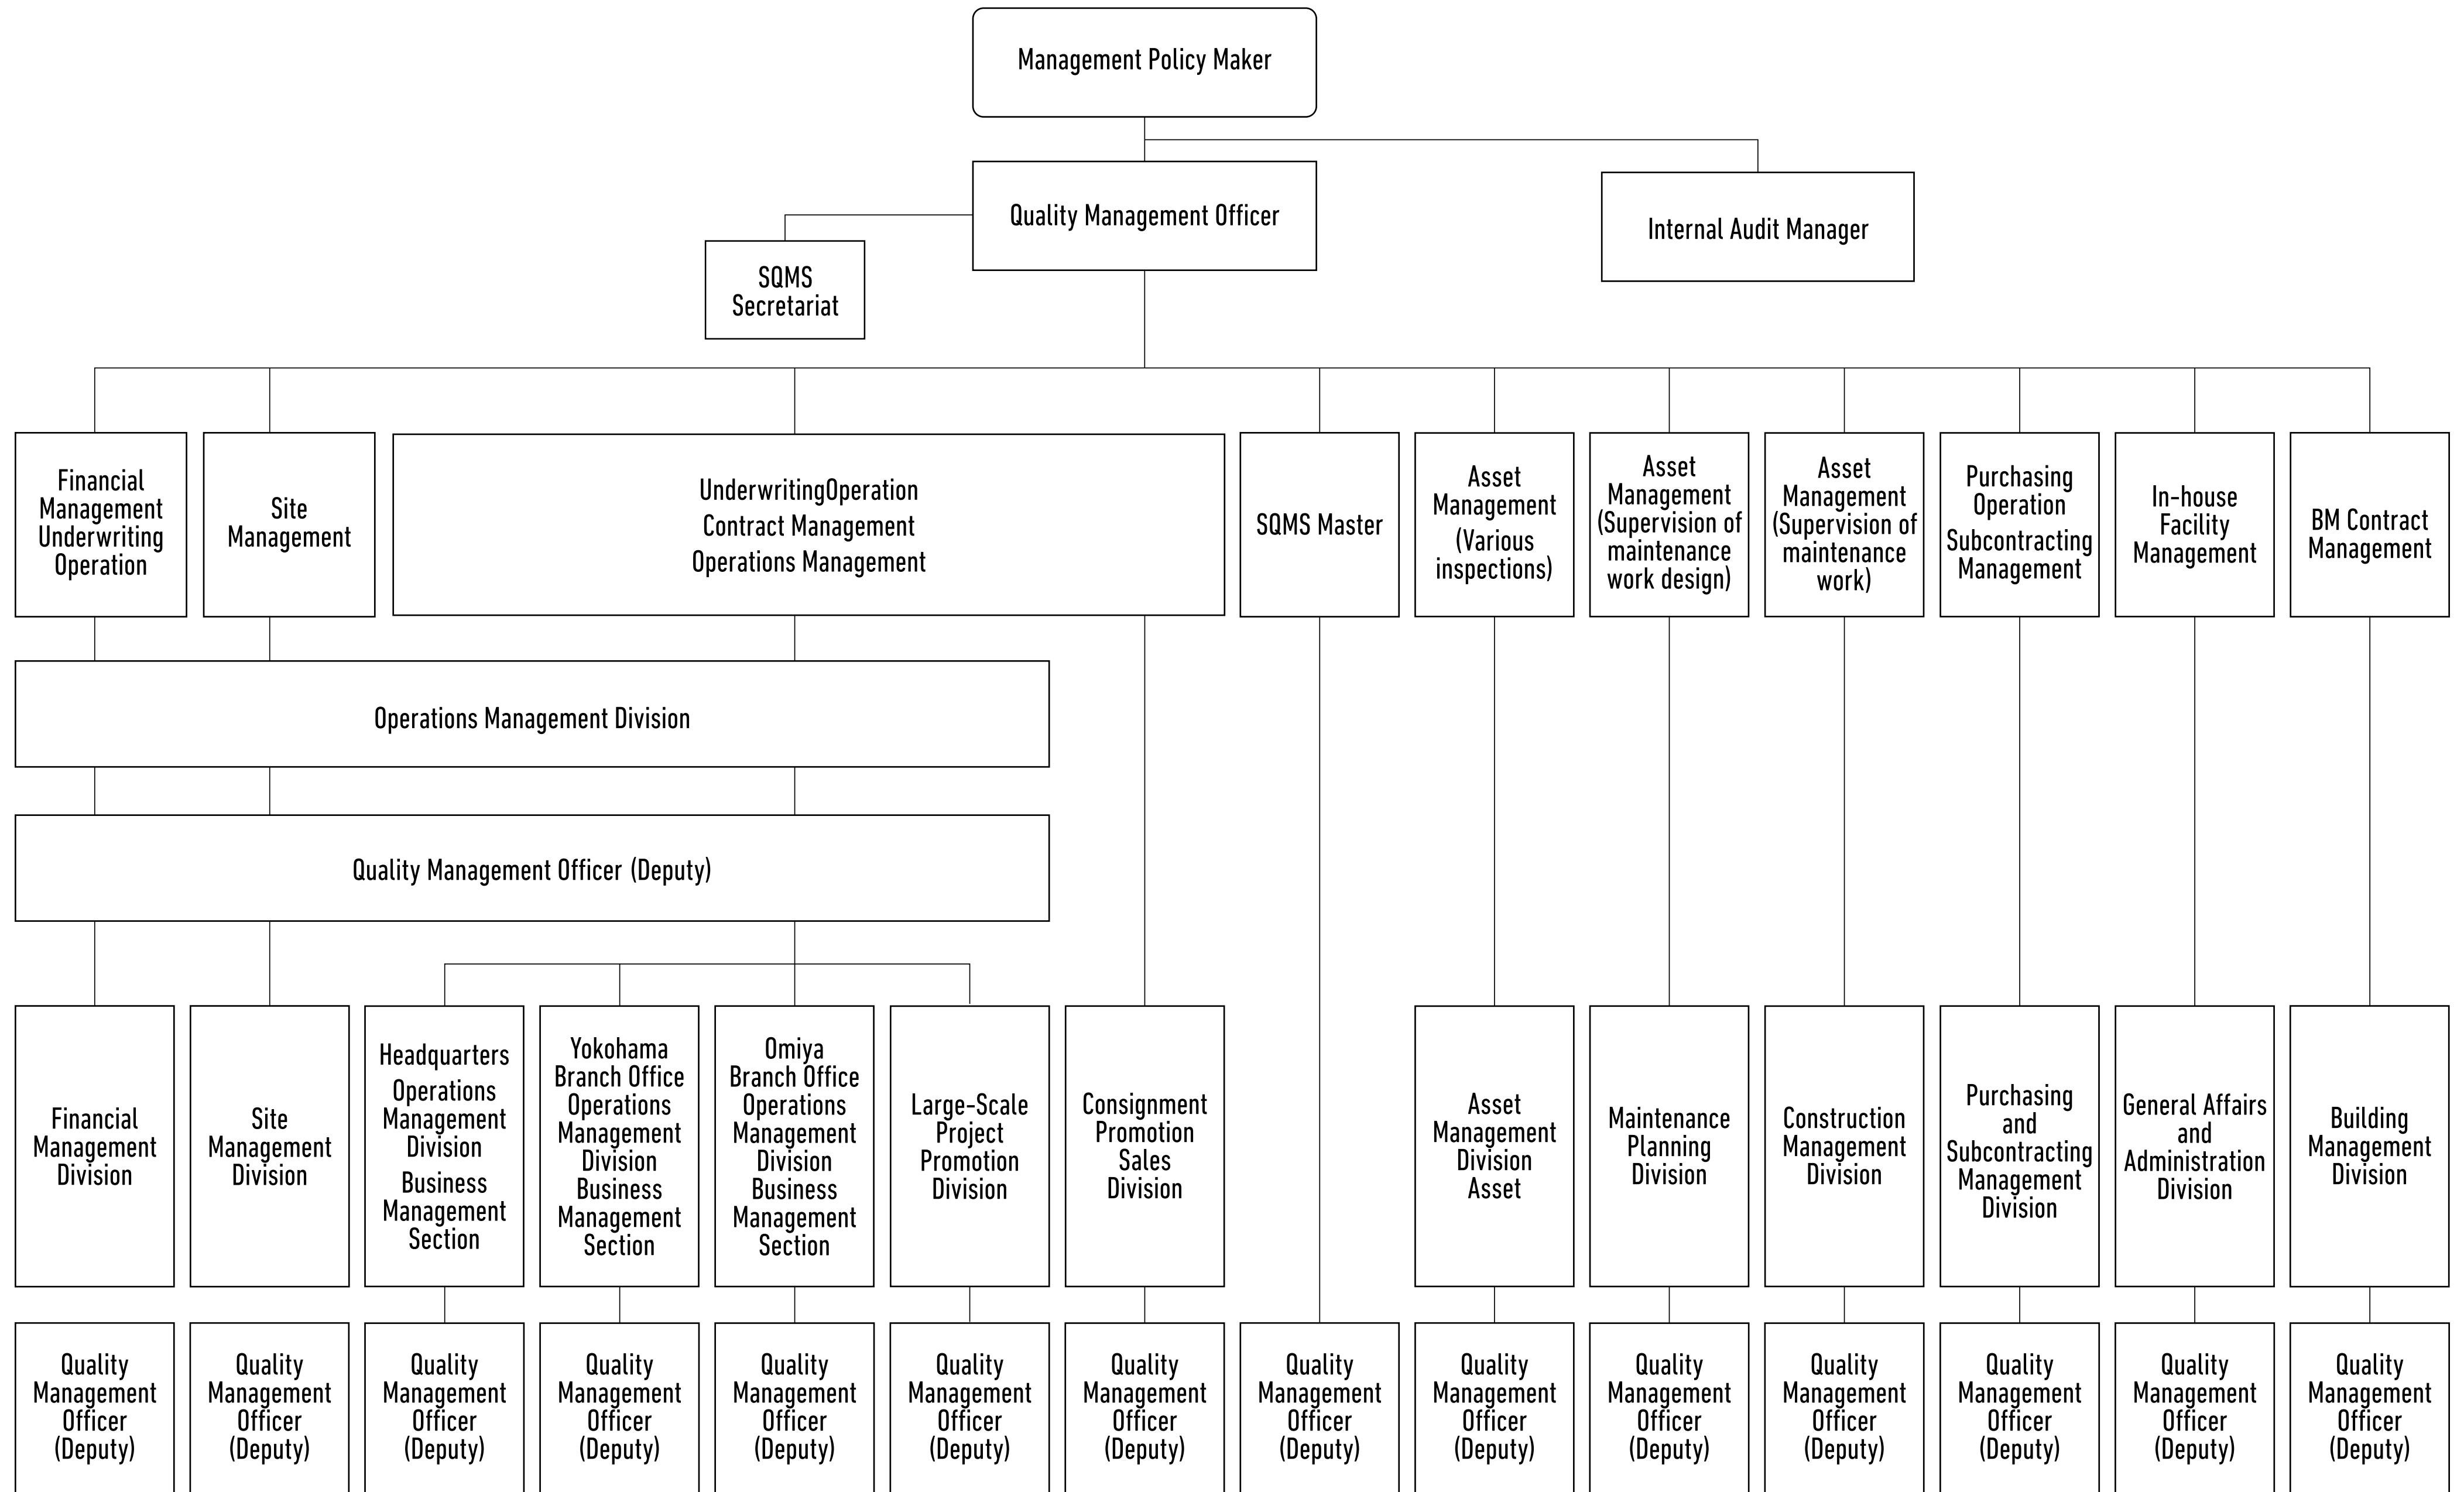 Management Policy Maker
Quality Management Officer
Internal Audit Manager
SQMS
Secretariat
Financial
Management
Underwriting
Operation
Site
Management
UnderwritingOperation
Contract Management
Operations Management
SQMS Master
Asset
Management
(Various
inspections)
Asset
Management
(Supervision of
maintenance
work design)
Asset
Management
(Supervision of
maintenance
work)
Purchasing
Operation
Subcontracting
Management
In-house
Facility
Management
BM Contract
Management
Operations Management Division
Quality Management Officer (Deputy)
Financial
Management
Division
Site
Management
Division
Headquarters
Operations
Management
Division
Business
Management
Section
Yokohama
Branch Office
Operations
Management
Division
Business
Management
Section
Omiya
Branch Office
Operations
Management
Division
Business
Management
Section
Large-Scale
Project
Promotion
Division
Consignment
Promotion
Sales
Division
Asset
Management
Division
Asset
Maintenance
Planning
Division
Construction
Management
Division
Purchasing
and
Subcontracting
Management
Division
General Affairs
and
Administration
Division
Building
Management
Division
Quality
Management
Officer
(Deputy)
Quality
Management
Officer
(Deputy)
Quality
Management
Officer
(Deputy)
Quality
Management
Officer
(Deputy)
Quality
Management
Officer
(Deputy)
Quality
Management
Officer
(Deputy)
Quality
Management
Officer
(Deputy)
Quality
Management
Officer
(Deputy)
Quality
Management
Officer
(Deputy)
Quality
Management
Officer
(Deputy)
Quality
Management
Officer
(Deputy)
Quality
Management
Officer
(Deputy)
Quality
Management
Officer
(Deputy)
Quality
Management
Officer
(Deputy)